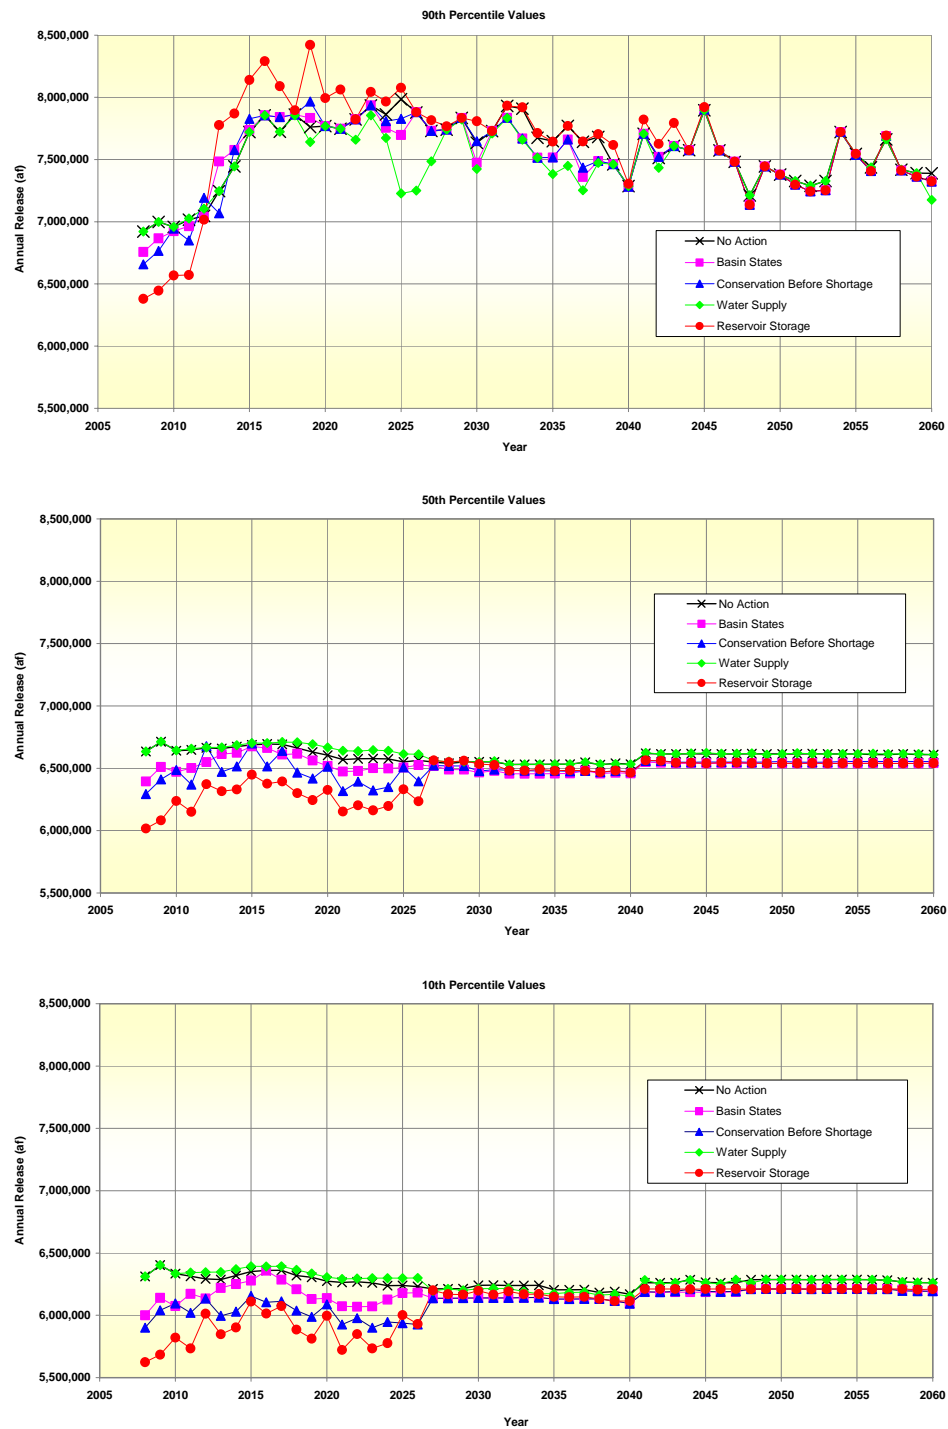 90th Percentile Values
8,500,000
8,000,000
7,500,000
7,000,000
6,500,000
6,000,000
5,500,000
Annual Release (af)
No Action
Basin States
Conservation Before Shortage
Water Supply
Reservoir Storage
2005 2010 2015 2020 2025 2030 2035 2040 2045 2050 2055 2060
Year
50th Percentile Values
8,500,000
8,000,000
7,500,000
7,000,000
6,500,000
6,000,000
5,500,000
Annual Release (af)
No Action
Basin States
Conservation Before Shortage
Water Supply
Reservoir Storage
2005 2010 2015 2020 2025 2030 2035 2040 2045 2050 2055 2060
Year
10th Percentile Values
8,500,000
8,000,000
7,500,000
7,000,000
6,500,000
6,000,000
5,500,000
Annual Release (af)
No Action
Basin States
Conservation Before Shortage
Water Supply
Reservoir Storage
2005 2010 2015 2020 2025 2030 2035 2040 2045 2050 2055 2060
Year